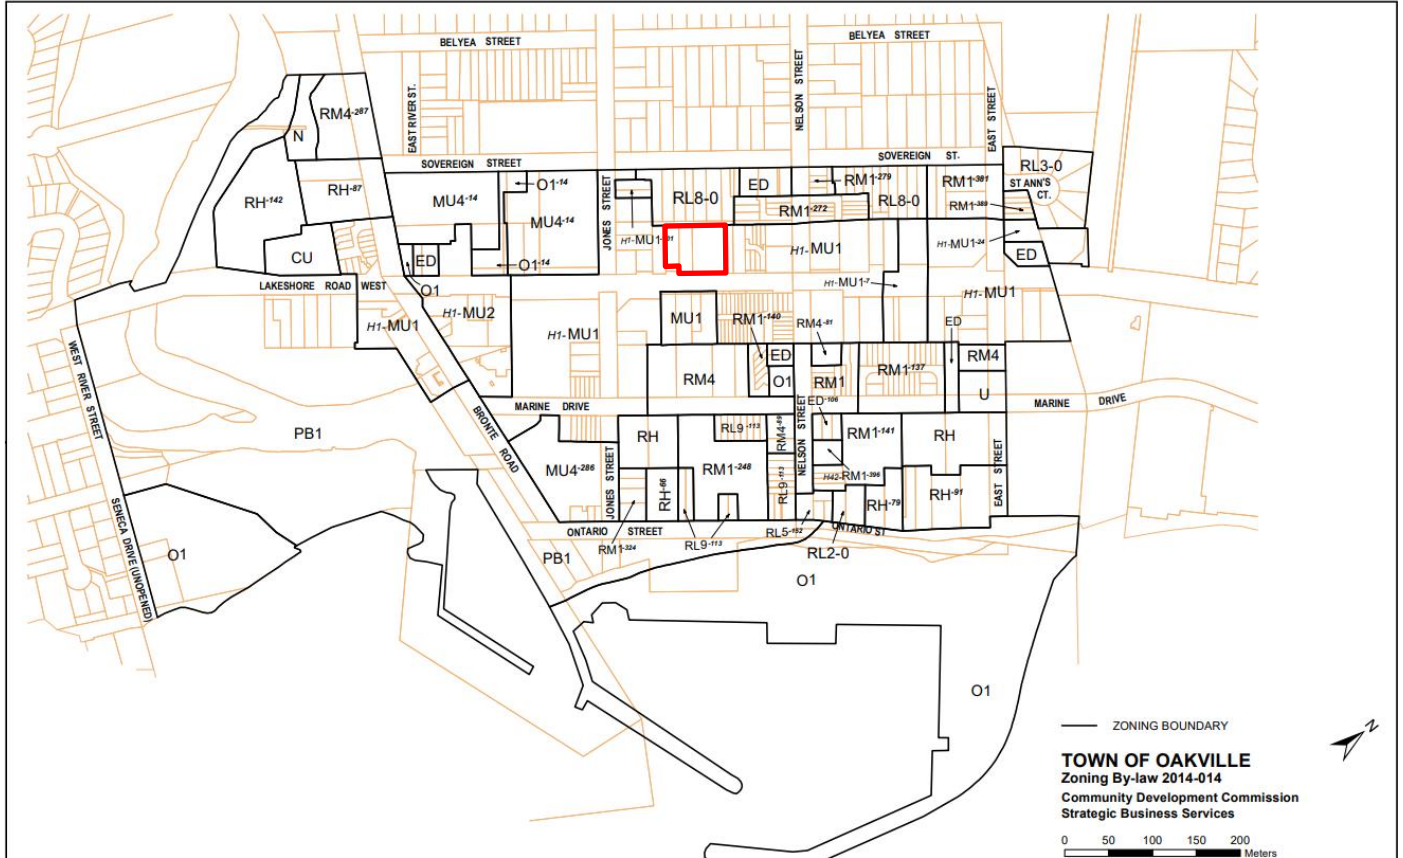 BELYEA STREET
BELYEA STREET
EAST RIVER ST.
NELSON STREET
EAST STREET
RM4-287
N
SOVEREIGN STREET
SOVEREIGN ST.
RL3-0
ST ANN'S
CT.
RH-87
RH-142
O1-14
MU4-14
MU4-14
JONES STREET
RL8-0
ED
RM1-279
RL8-0
RM1-381
RM1-389
RM1-272
H1-MU1
H1-MU1
H1-MU1-24
ED
CU
ED
O1-14
LAKESHORE ROAD WEST
O1
H1-MU1-7
H1-MU1
H1-MU1
H1-MU2
H1-MU1
MU1
RM1-140
RM4-81
ED
WEST RIVER STREET
RM4
ED
O1
RM1
RM1-137
RM4
U
MARINE DRIVE
NELSON STREET
ED-106
MARINE DRIVE
PB1
BRONTE ROAD
RH
RL9-113
RM4-89
RM1-141
RH
MU4-286
JONES STREET
RH-66
RM1-248
RL9-113
H42-RM1-396
RH-79
RH-91
EAST STREET
SENECA DRIVE (UNOPENED)
O1
ONTARIO STREET
RL5-152
ONTARIO ST
RM1-324
RL9-113
RL2-0
PB1
O1
O1
ZONING BOUNDARY
N
TOWN OF OAKVILLE
Zoning By-law 2014-014
Community Development Commission
Strategic Business Services
0 50 100 150 200
Meters